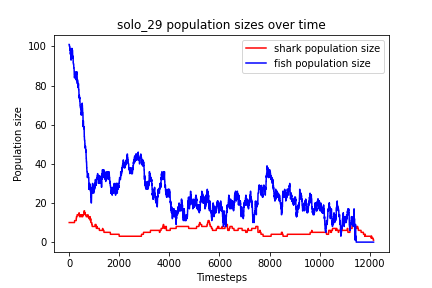 solo_29 population sizes over time
shark population size
fish population size
Population size
100
80
60
40
20
0
0 2000 4000 6000 8000 10000 12000
Timesteps